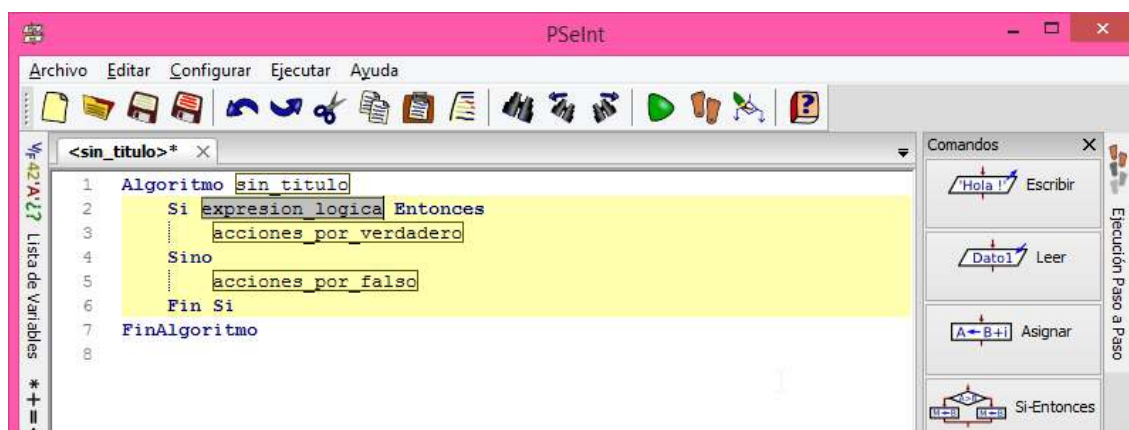 PSeInt
Archivo Editar Configurar Ejecutar Ayuda
<sin_titulo>* ×
1 Algoritmo sin_titulo
2 Si expresion_logica Entonces
3 acciones_por_verdadero
4 Sino
5 acciones_por_falso
6 Fin Si
7 FinAlgoritmo
8
Comandos X
'Hola !' Escribir
Dato1 Leer
A←B+i Asignar
Si-Entonces
Lista de Variables
Ejecución Paso a Paso